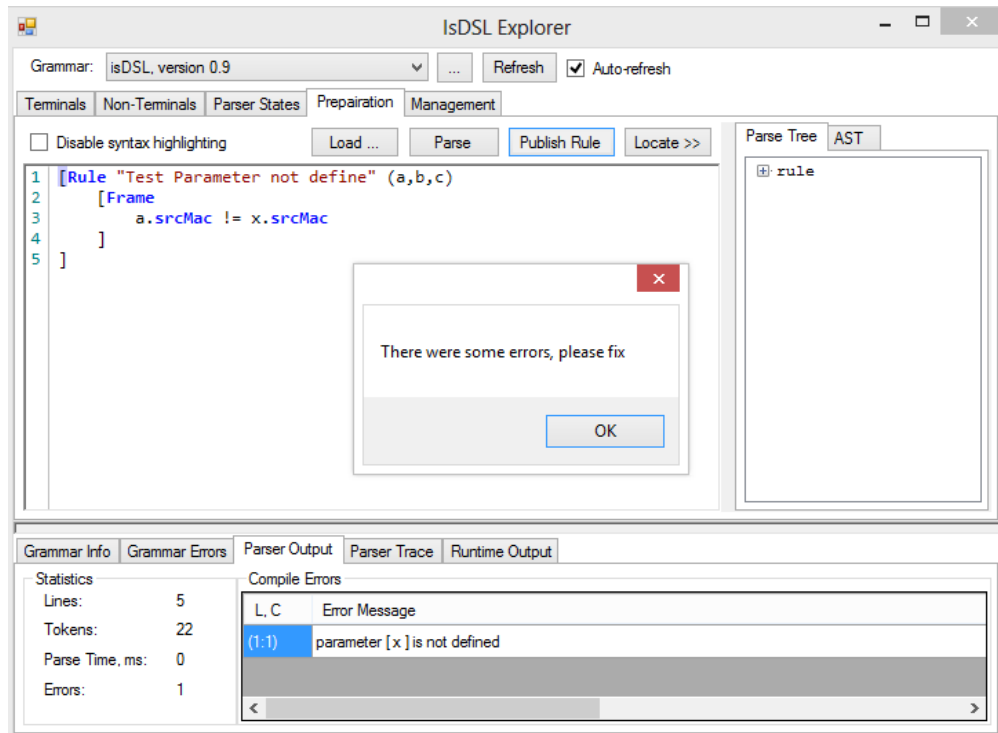 IsDSL Explorer
Grammar: isDSL, version 0.9 ... Refresh Auto-refresh
Terminals Non-Terminals Parser States Prepairation Management
Disable syntax highlighting Load ... Parse Publish Rule Locate >> Parse Tree AST
1 [Rule "Test Parameter not define" (a,b,c)
2 [Frame
3 a.srcMac != x.srcMac
4 ]
5 ]
rule
There were some errors, please fix
OK
Grammar Info Grammar Errors Parser Output Parser Trace Runtime Output
Statistics Compile Errors
Lines: 5
Tokens: 22
Parse Time, ms: 0
Errors: 1
L, C Error Message
(1:1) parameter [ x ] is not defined